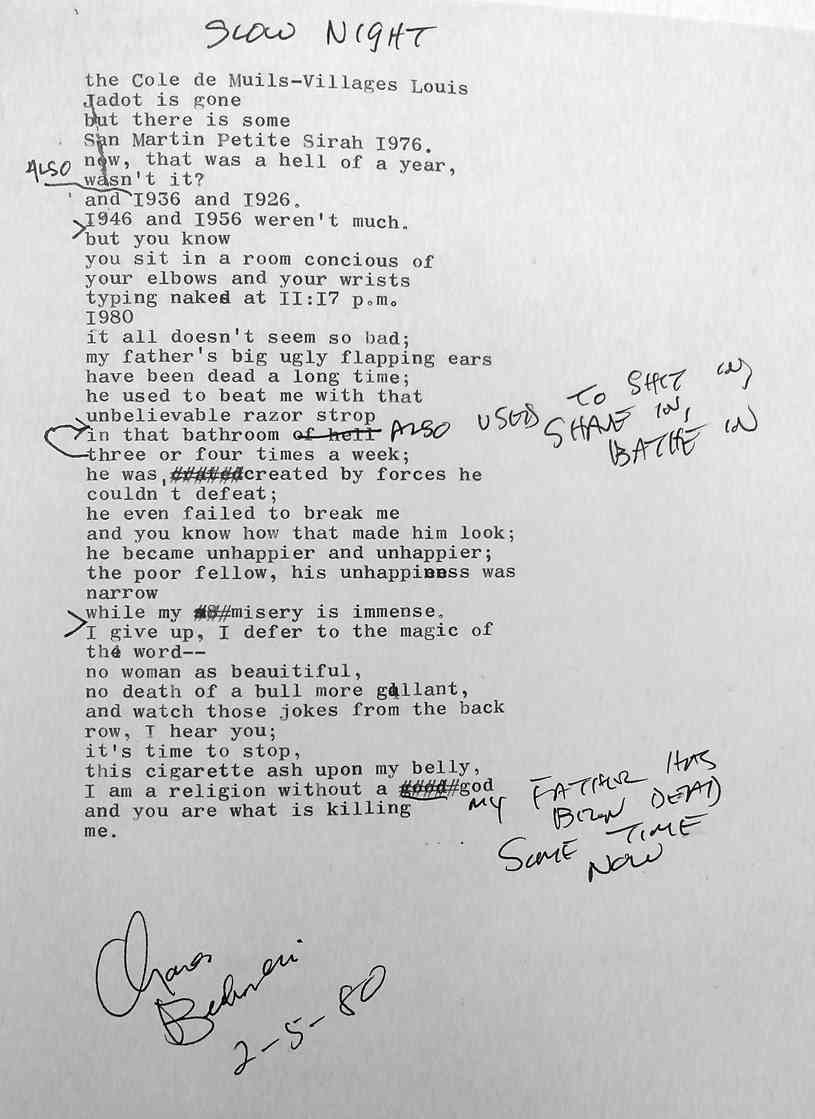 SLOW NIGHT
the Cole de Muils-Villages Louis
Jadot is gone
but there is some
San Martin Petite Sirah I976.
now, that was a hell of a year,
ALSO
wasn't it?
and I936 and I926.
I946 and I956 weren't much.
but you know
you sit in a room concious of
your elbows and your wrists
typing naked at II:I7 p.m.
I980
it all doesn't seem so bad;
my father's big ugly flapping ears
have been dead a long time;
he used to beat me with that
unbelievable razor strop
in that bathroom of hell ALSO USED TO SHIT IN,
SHAVE IN,
BATHE IN
three or four times a week;
he was, created by forces he
couldn t defeat;
he even failed to break me
and you know how that made him look;
he became unhappier and unhappier;
the poor fellow, his unhappiness was
narrow
while my misery is immense.
I give up, I defer to the magic of
the word--
no woman as beauitiful,
no death of a bull more gallant,
and watch those jokes from the back
row, I hear you;
it's time to stop,
this cigarette ash upon my belly,
I am a religion without a god
and you are what is killing
me.
MY FATHER HAS
BEEN DEAD
SOME TIME
NOW
Charles
Bukowski
2-5-80